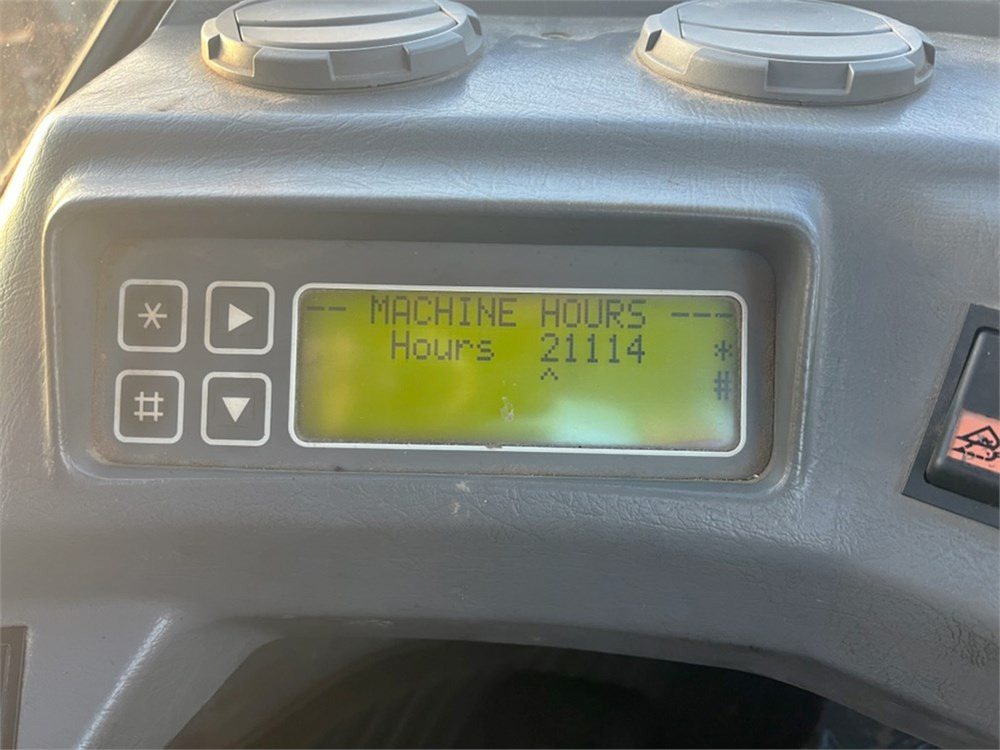 -- MACHINE HOURS ---
Hours 21114 *
^ #
* ▶
# ▼